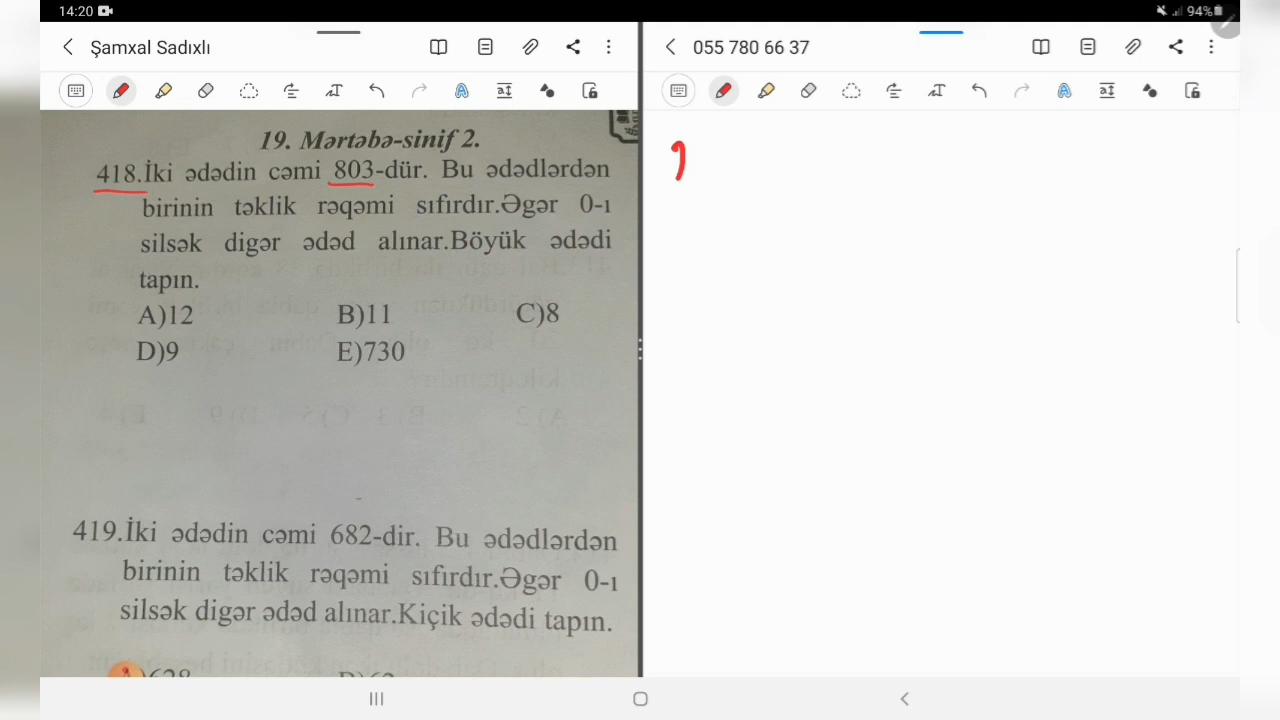 14:20
94%
Şamxal Sadıxlı
055 780 66 37
19. Mərtəbə-sinif 2.
418.İki ədədin cəmi 803-dür. Bu ədədlərdən
birinin təklik rəqəmi sıfırdır.Əgər 0-ı
silsək digər ədəd alınar.Böyük ədədi
tapın.
A)12 B)11 C)8
D)9 E)730
419.İki ədədin cəmi 682-dir. Bu ədədlərdən
birinin təklik rəqəmi sıfırdır.Əgər 0-ı
silsək digər ədəd alınar.Kiçik ədədi tapın.